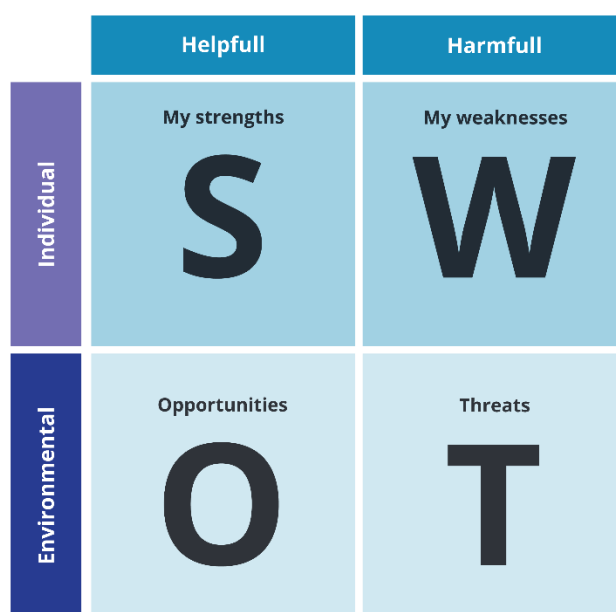 Helpfull
Harmfull
Individual
My strengths
My weaknesses
S
W
Environmental
Opportunities
Threats
O
T